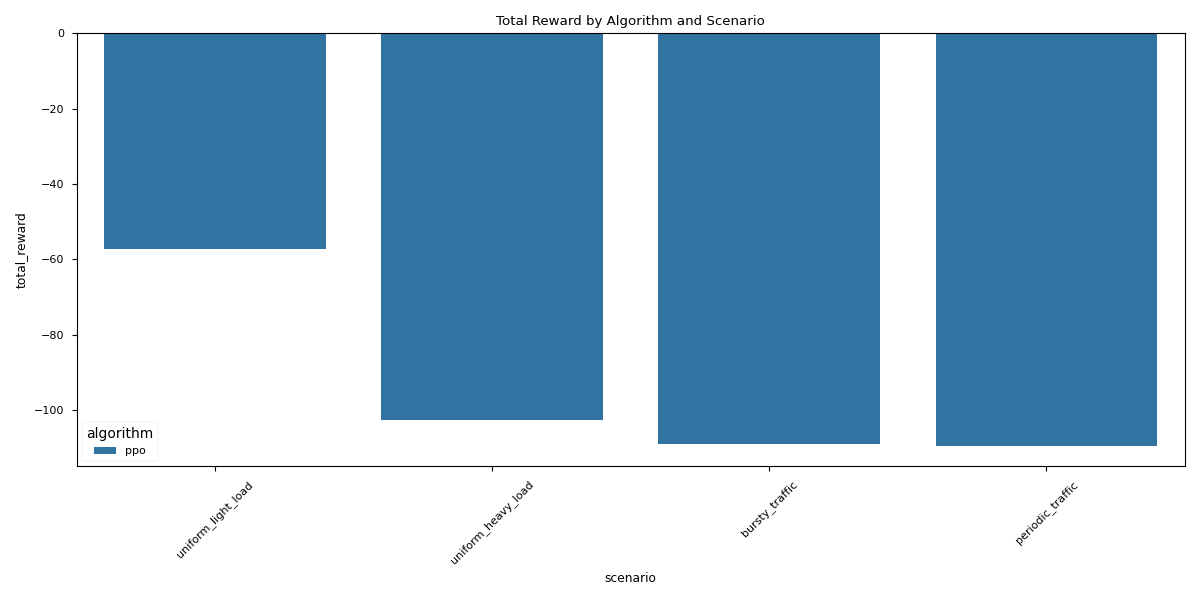 Total Reward by Algorithm and Scenario
0
−20
−40
−60
−80
−100
total_reward
algorithm
ppo
uniform_light_load
uniform_heavy_load
bursty_traffic
periodic_traffic
scenario